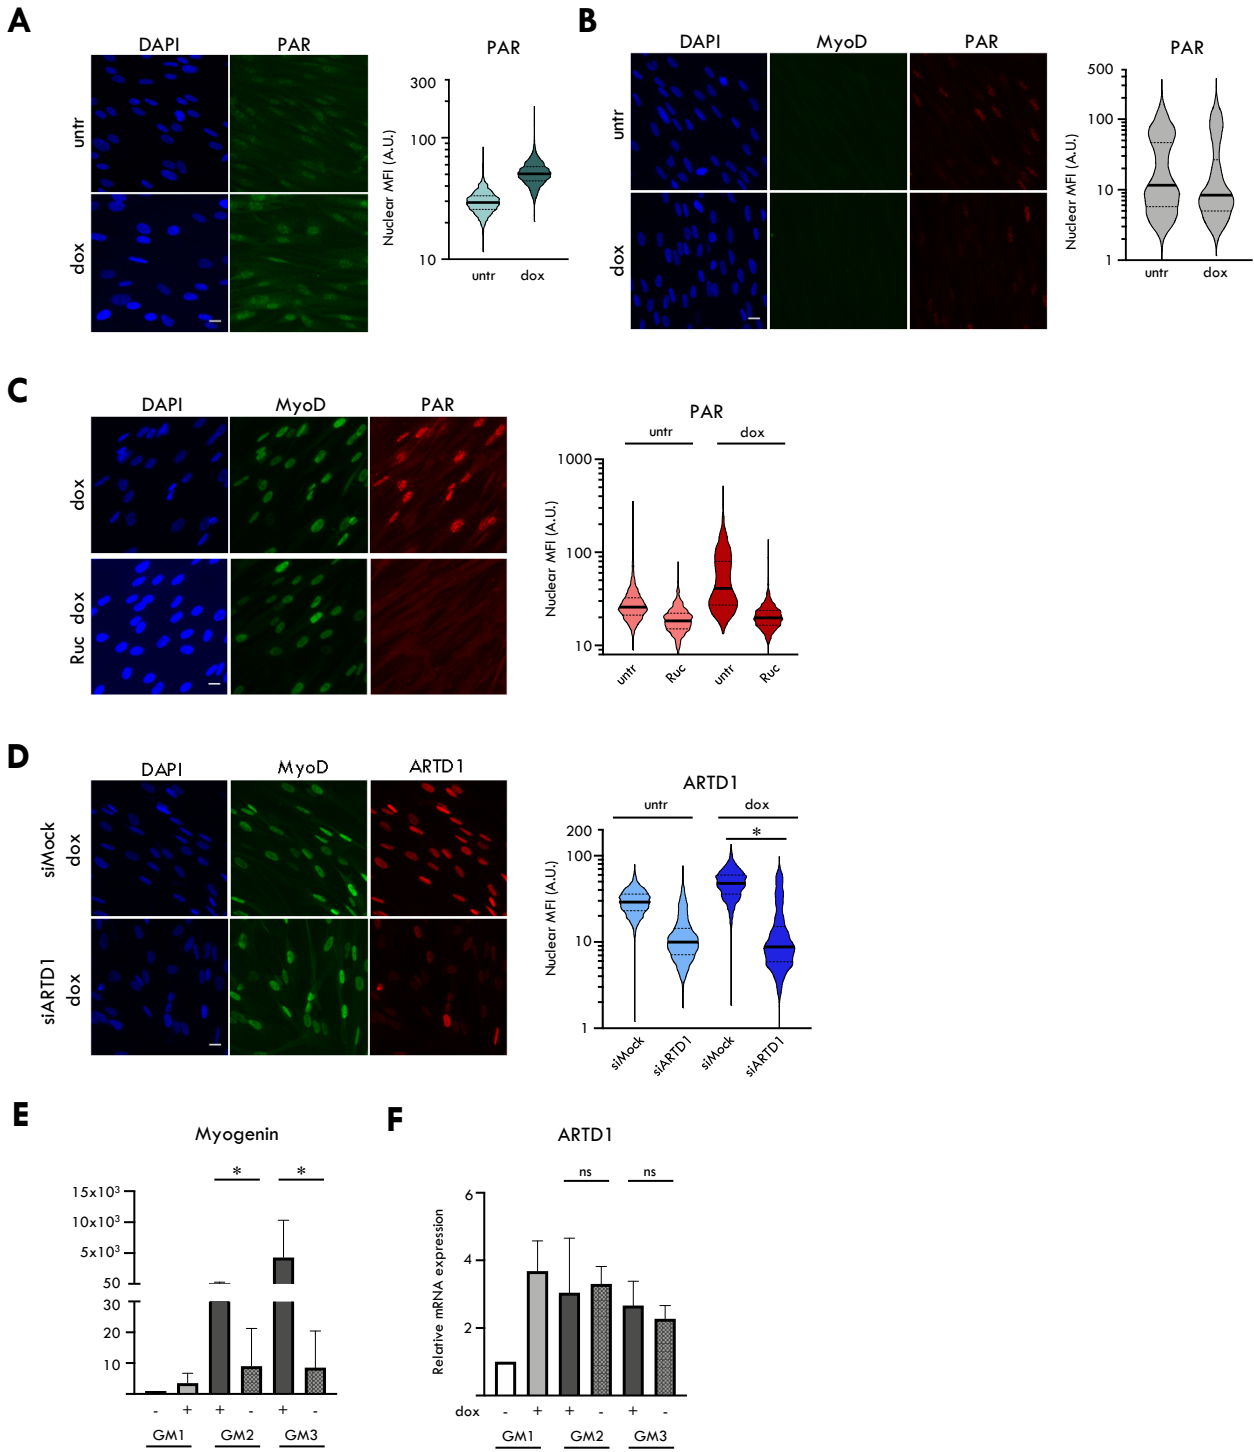 A
DAPI PAR
untr
dox
PAR
Nuclear MFI (A.U.)
300
100
10
untr dox
B
DAPI MyoD PAR
untr
dox
PAR
Nuclear MFI (A.U.)
500
100
10
1
untr dox
C
DAPI MyoD PAR
dox
Ruc dox
PAR
untr dox
Nuclear MFI (A.U.)
1000
100
10
untr Ruc untr Ruc
D
DAPI MyoD ARTD1
siMock
dox
siARTD1
dox
ARTD1
untr dox
*
Nuclear MFI (A.U.)
200
100
10
1
siMock siARTD1 siMock siARTD1
E
Myogenin
* *
15x10³
10x10³
5x10³
50
30
20
10
- + + - + -
GM1 GM2 GM3
F
ARTD1
ns ns
Relative mRNA expression
6
4
2
dox - + + - + -
GM1 GM2 GM3